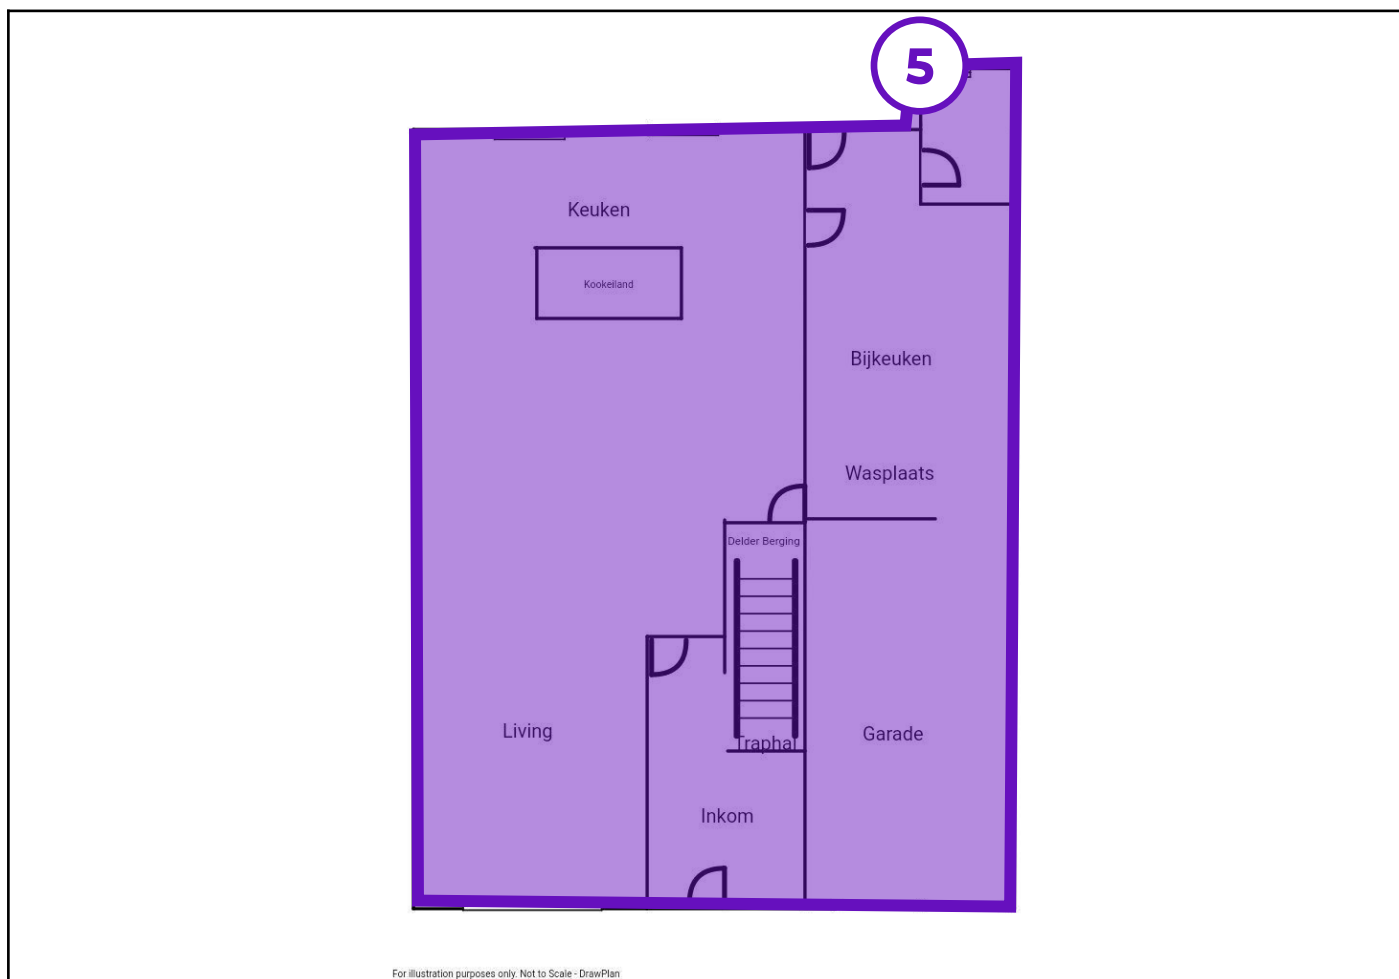 5
Keuken
Kookeiland
Bijkeuken
Wasplaats
Delder Berging
Living
Traphal
Garade
Inkom
For illustration purposes only. Not to Scale - DrawPlan